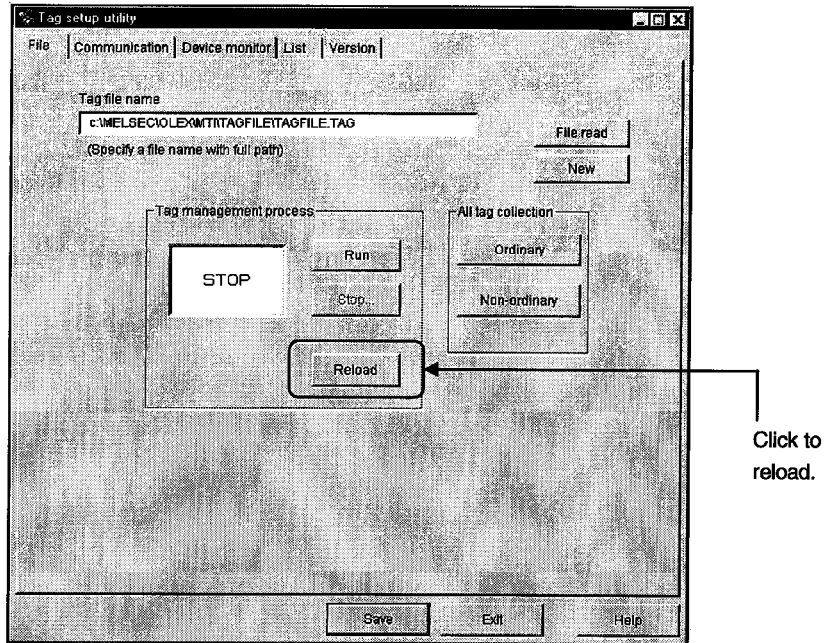 Tag setup utility
File Communication Device monitor List Version
Tag file name
c:\MELSEC\OLEX\MTI\TAGFILE\TAGFILE.TAG
(Specify a file name with full path)
File read
New
Tag management process
STOP
Run
Stop...
Reload
All tag collection
Ordinary
Non-ordinary
Click to
reload.
Save Exit Help